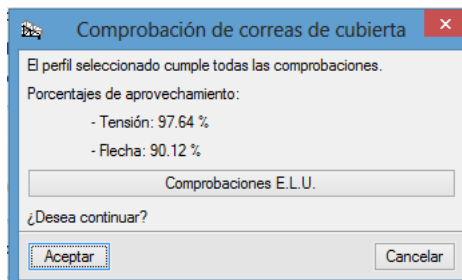 Comprobación de correas de cubierta
El perfil seleccionado cumple todas las comprobaciones.
Porcentajes de aprovechamiento:
- Tensión: 97.64 %
- Flecha: 90.12 %
Comprobaciones E.L.U.
¿Desea continuar?
Aceptar Cancelar